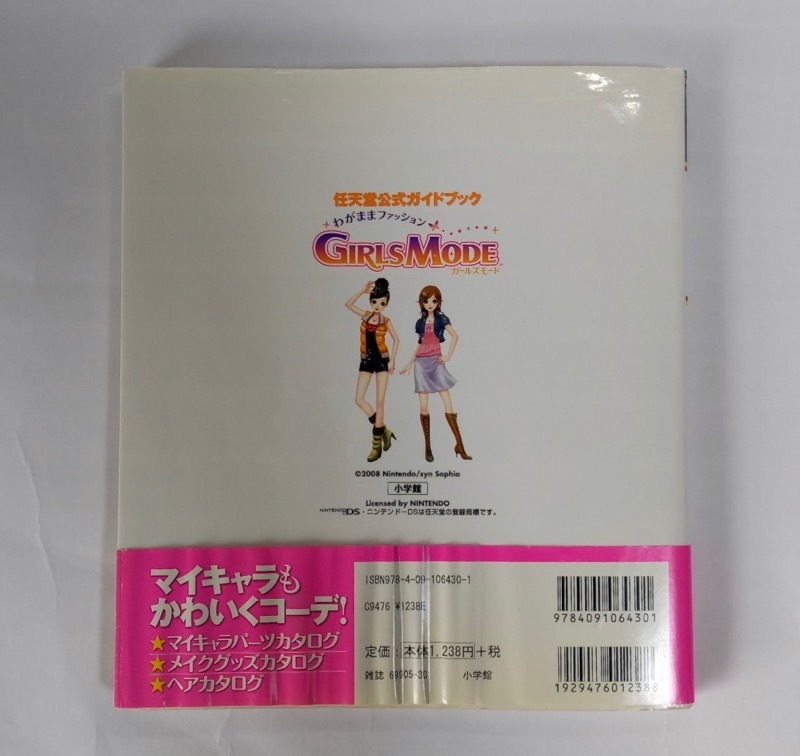 任天堂公式ガイドブック
わがままファッション
GIRLS MODE™
ガールズモード
©2008 Nintendo/syn Sophia
小学館
Licensed by NINTENDO
NINTENDO DS・ニンテンドーDSは任天堂の登録商標です。
マイキャラも
かわいくコーデ!
★マイキャラパーツカタログ
★メイクグッズカタログ
★ヘアカタログ
ISBN978-4-09-106430-1
C9476 ¥1238E
定価:本体1,238円+税
雑誌 69905-30 小学館
9784091064301
1929476012388